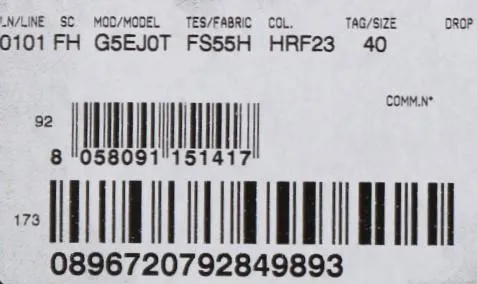 LN/LINE SC MOD/MODEL TES/FABRIC COL. TAG/SIZE DROP
0101 FH G5EJ0T FS55H HRF23 40
COMM.N°
92
8 058091 151417
173
0896720792849893